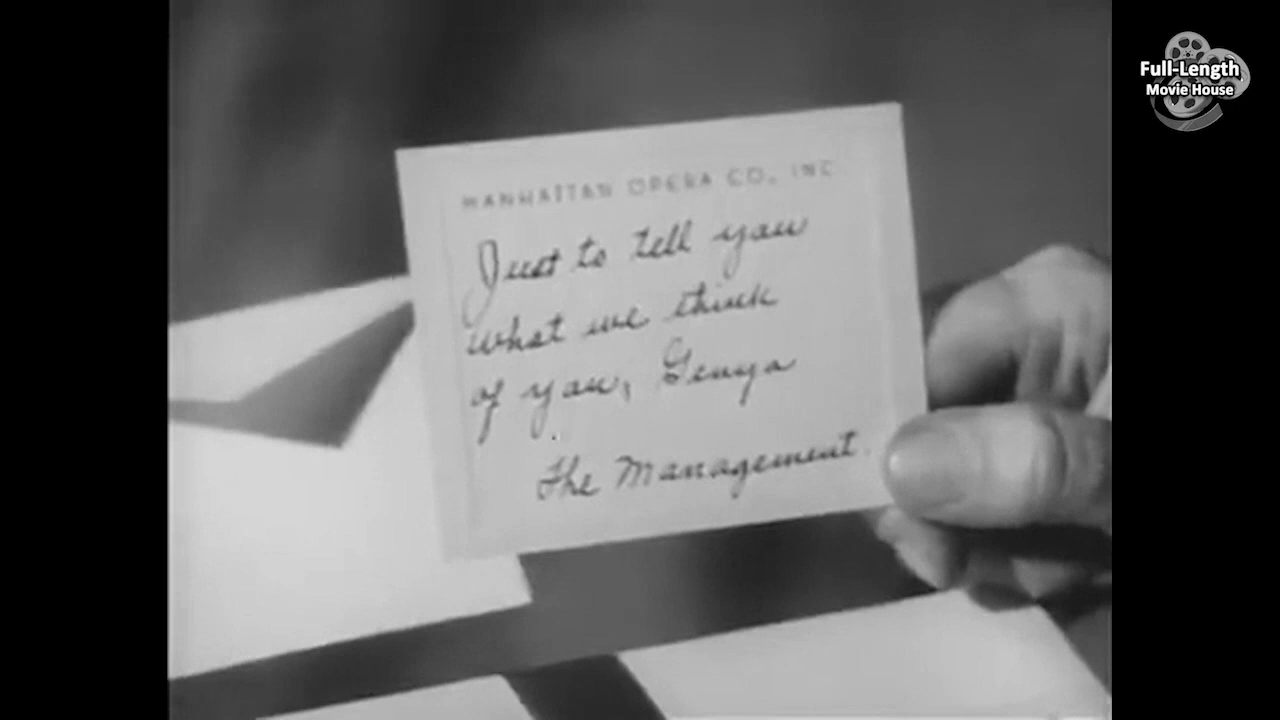 MANHATTAN OPERA CO., INC.
Just to tell you
what we think
of you, Genya
The Management.
Full-Length
Movie House